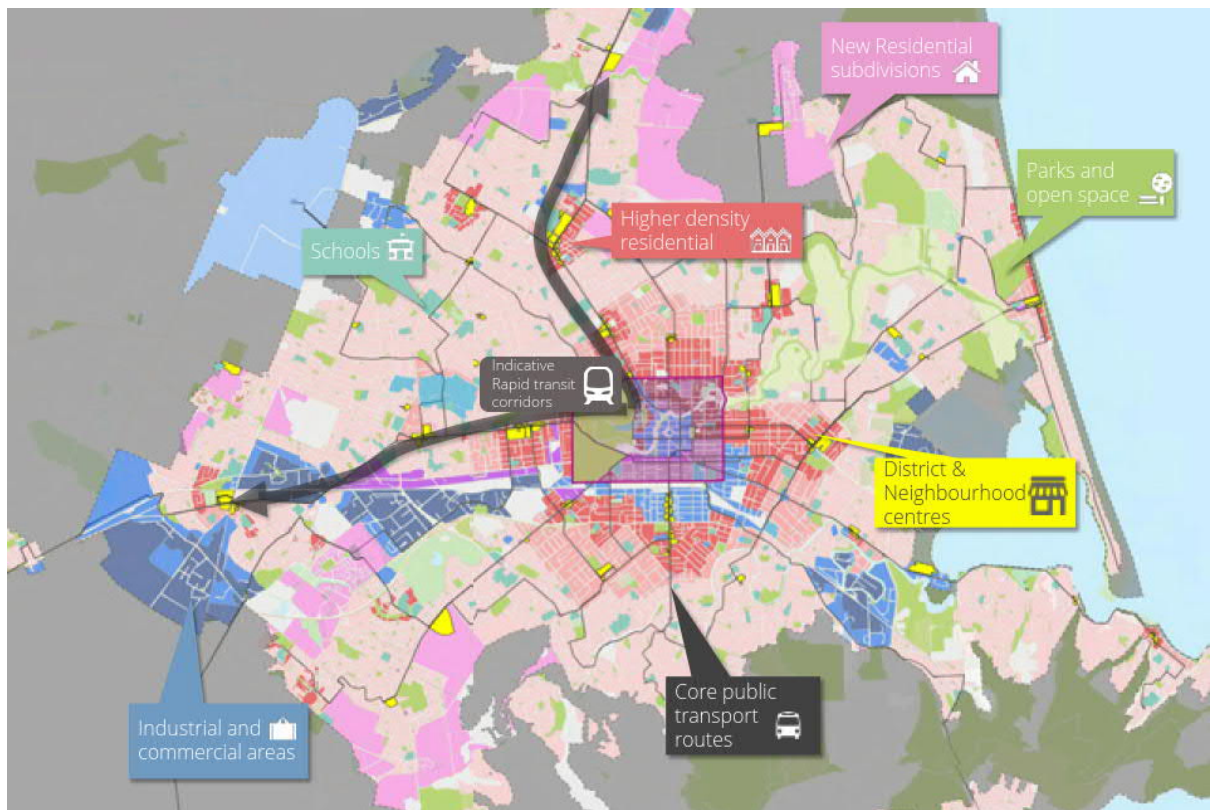 New Residential
subdivisions
Parks and
open space
Higher density
residential
Schools
Indicative
Rapid transit
corridors
District &
Neighbourhood
centres
Core public
transport
routes
Industrial and
commercial areas